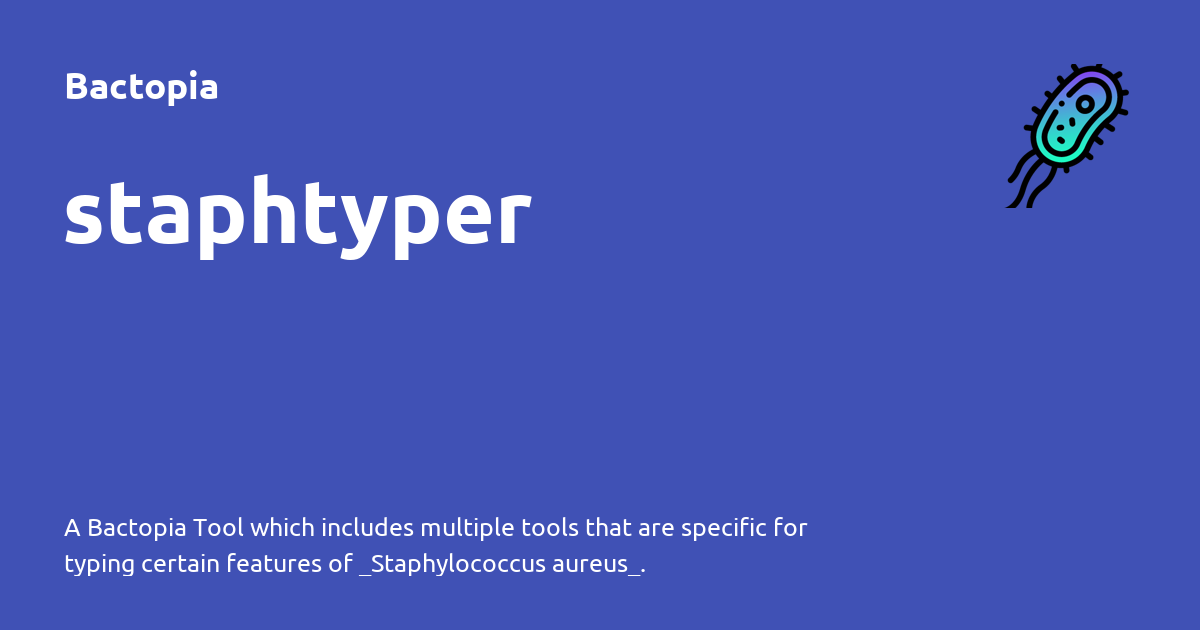 Bactopia
staphtyper
A Bactopia Tool which includes multiple tools that are specific for
typing certain features of _Staphylococcus aureus_.